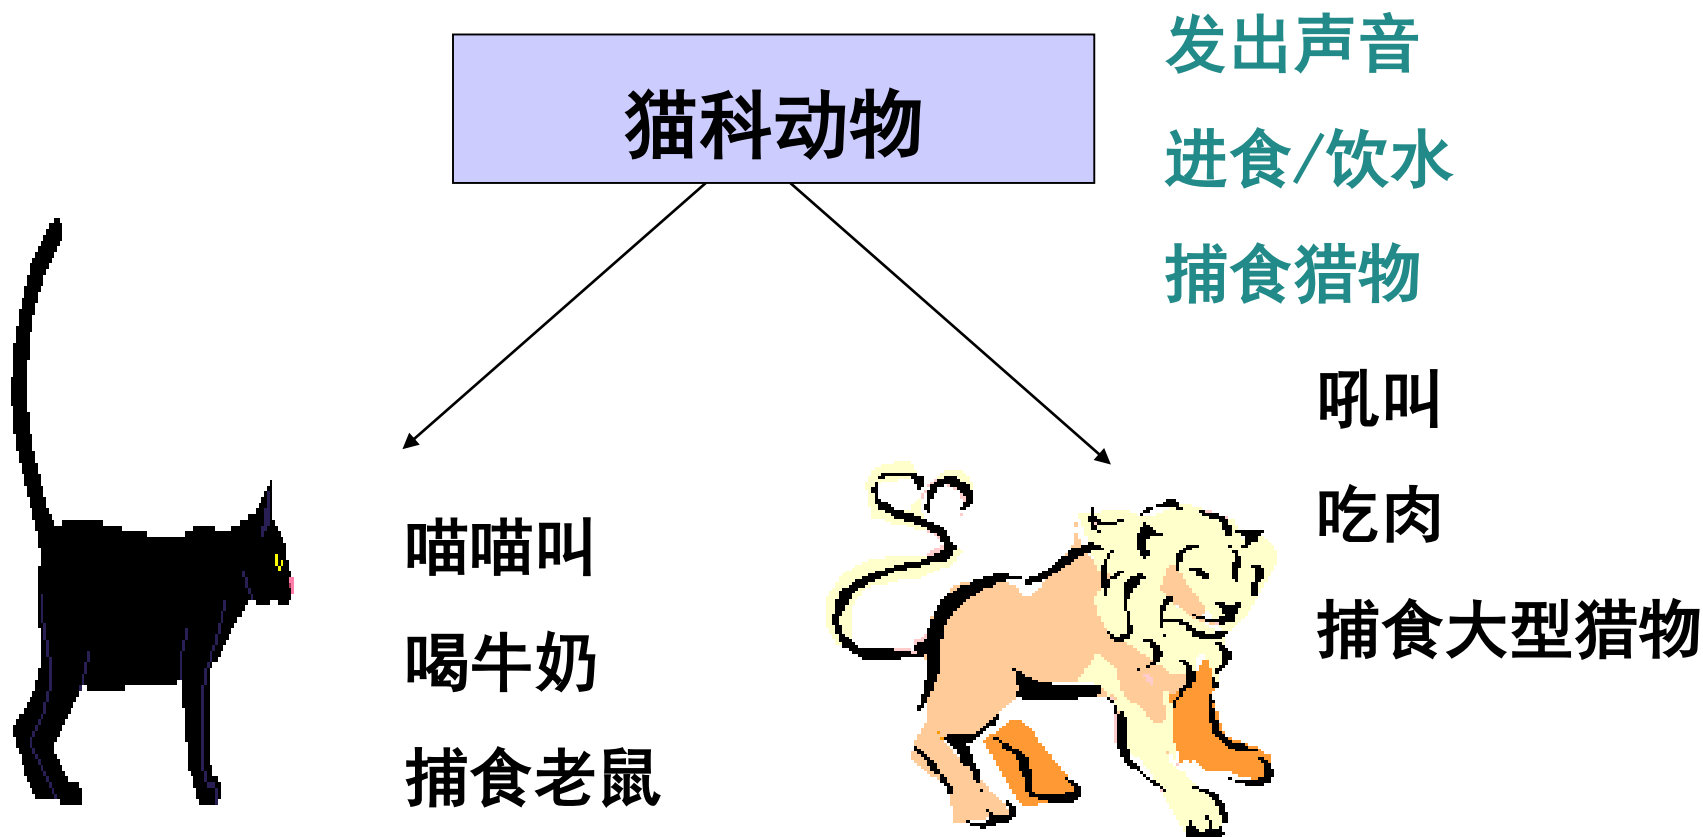 猫科动物
发出声音
进食/饮水
捕食猎物
喵喵叫
喝牛奶
捕食老鼠
吼叫
吃肉
捕食大型猎物